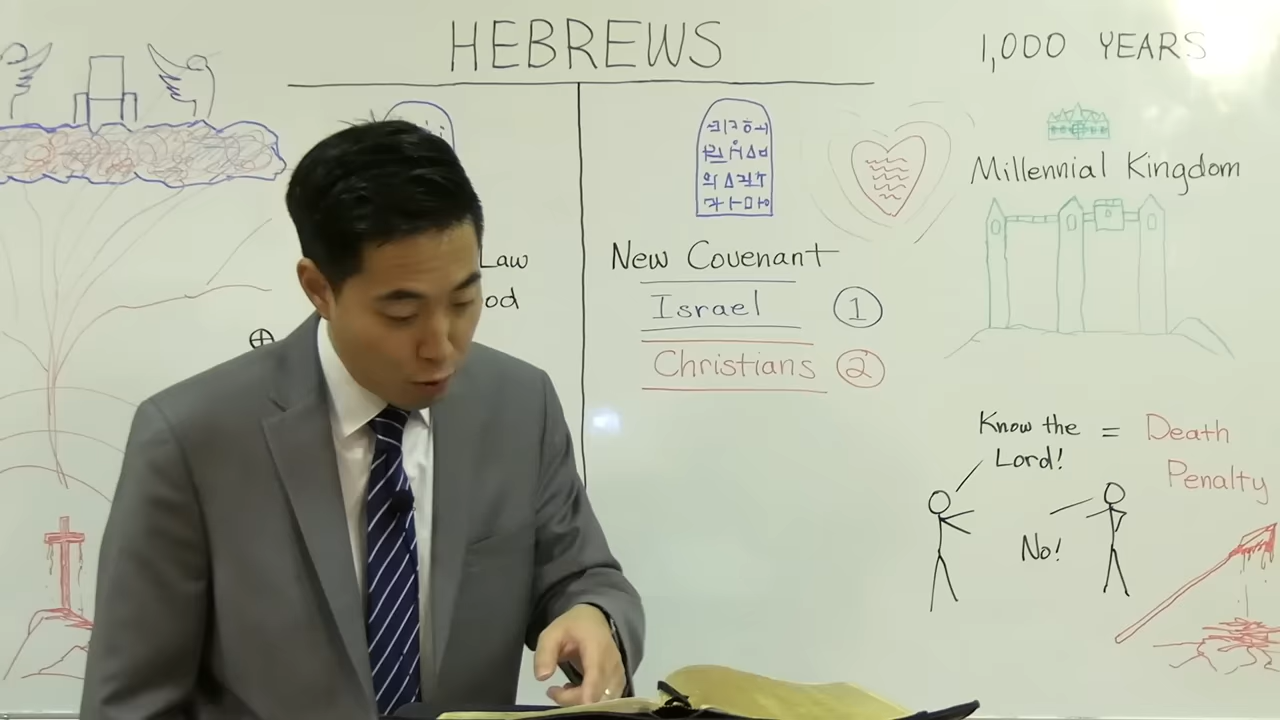 HEBREWS
1,000 YEARS
Millennial Kingdom
Law
od
New Covenant
Israel 1
Christians 2
Know the
Lord!
= Death
Penalty
No!